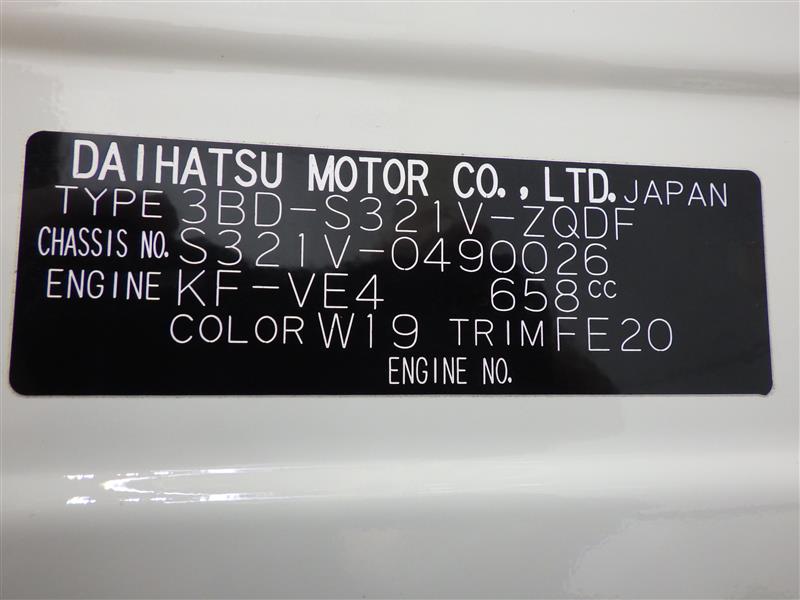 DAIHATSU MOTOR CO., LTD. JAPAN
TYPE 3BD-S321V-ZQDF
CHASSIS NO. S321V-0490026
ENGINE KF-VE4 658cc
COLOR W19 TRIM FE20
ENGINE NO.